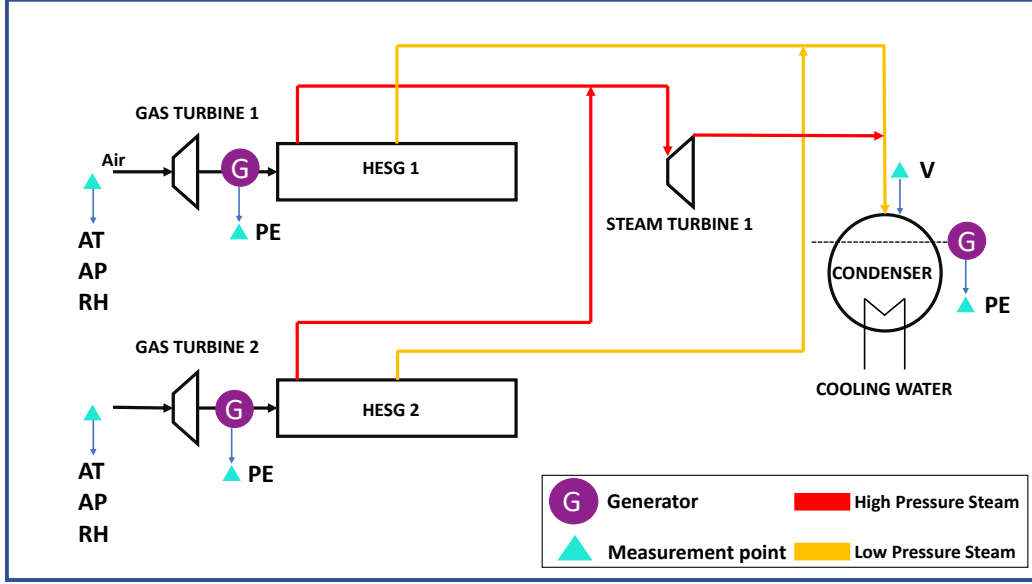 GAS TURBINE 1
Air
G
HESG 1
PE
AT
AP
RH
STEAM TURBINE 1
V
G
CONDENSER
PE
COOLING WATER
GAS TURBINE 2
G
HESG 2
PE
AT
AP
RH
G Generator
High Pressure Steam
Measurement point
Low Pressure Steam